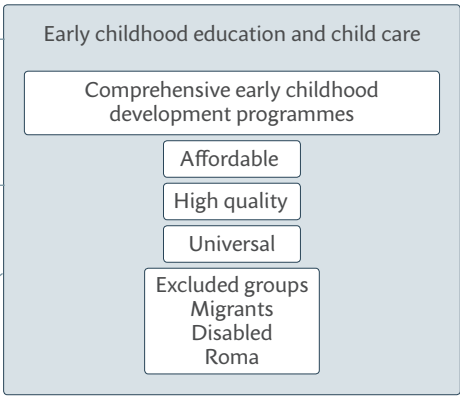 Early childhood education and child care
Comprehensive early childhood
development programmes
Affordable
High quality
Universal
Excluded groups
Migrants
Disabled
Roma